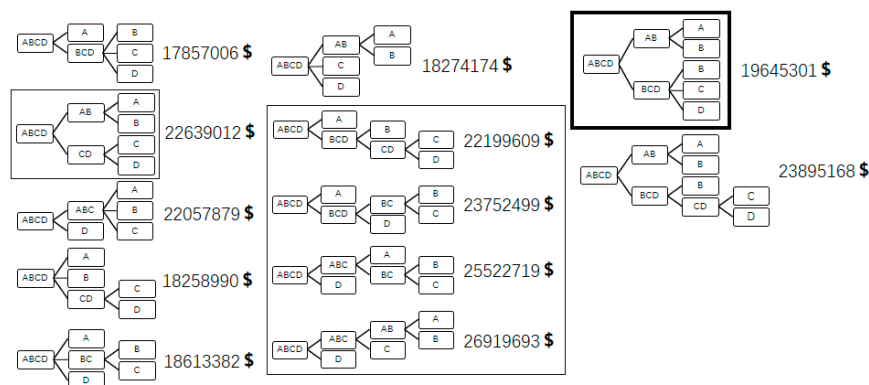 ABCD A BCD B C D 17857006 $
ABCD AB CD A B C D 22639012 $
ABCD ABC D A B C 22057879 $
ABCD A B CD C D 18258990 $
ABCD A BC D B C 18613382 $
ABCD AB C D A B 18274174 $
ABCD A BCD B CD C D 22199609 $
ABCD A BCD BC D B C 23752499 $
ABCD ABC D A BC B C 25522719 $
ABCD ABC D AB C A B 26919693 $
ABCD AB BCD A B B C D 19645301 $
ABCD AB BCD A B B CD C D 23895168 $